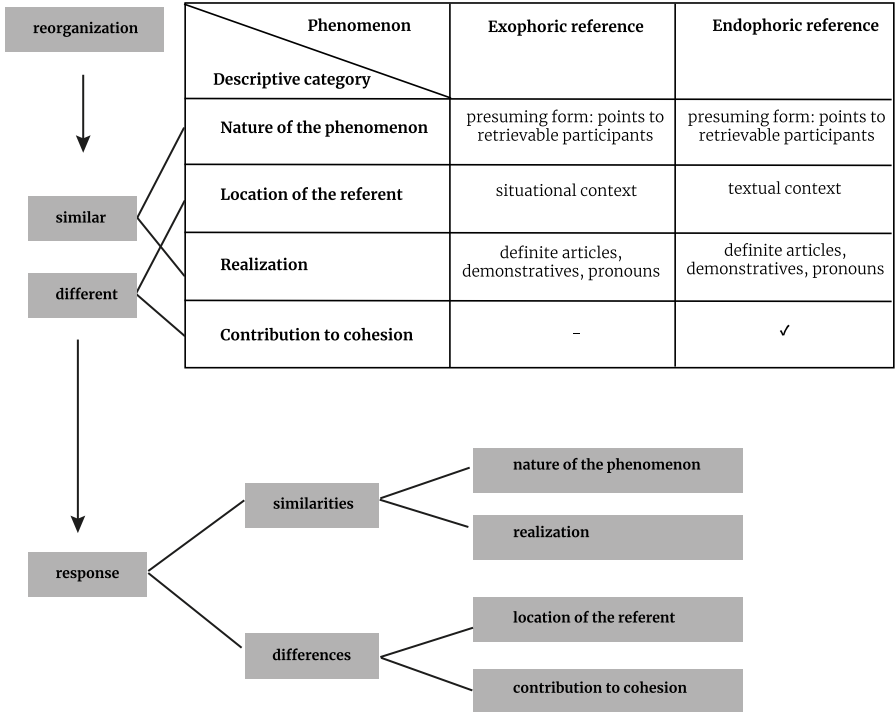 reorganization
Phenomenon
Descriptive category
Exophoric reference
Endophoric reference
Nature of the phenomenon
presuming form: points to
retrievable participants
presuming form: points to
retrievable participants
similar
Location of the referent
situational context
textual context
different
Realization
definite articles,
demonstratives, pronouns
definite articles,
demonstratives, pronouns
Contribution to cohesion
–
✓
response
similarities
nature of the phenomenon
realization
differences
location of the referent
contribution to cohesion